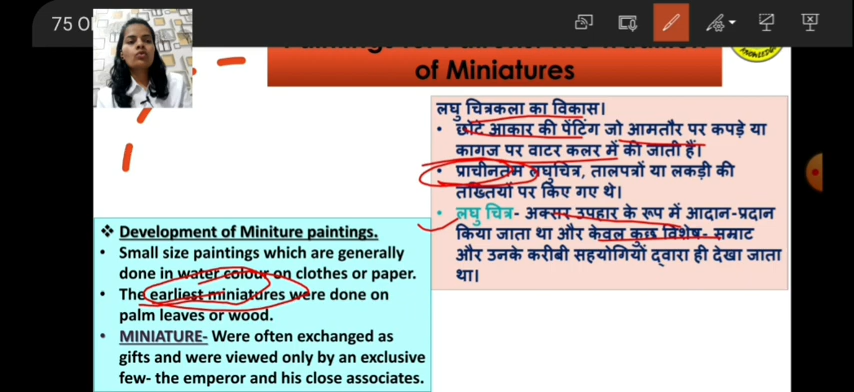 75
of Miniatures
लघु चित्रकला का विकास।
• छोटे आकार की पेंटिंग जो आमतौर पर कपड़े या
कागज पर वाटर कलर में की जाती हैं।
• प्राचीनतम लघुचित्र, तालपत्रों या लकड़ी की
तख्तियों पर किए गए थे।
• लघु चित्र- अक्सर उपहार के रूप में आदान-प्रदान
किया जाता था और केवल कुछ विशेष- सम्राट
और उनके करीबी सहयोगियों द्वारा ही देखा जाता
था।
❖ Development of Miniture paintings.
• Small size paintings which are generally
done in water colour on clothes or paper.
• The earliest miniatures were done on
palm leaves or wood.
• MINIATURE- Were often exchanged as
gifts and were viewed only by an exclusive
few- the emperor and his close associates.